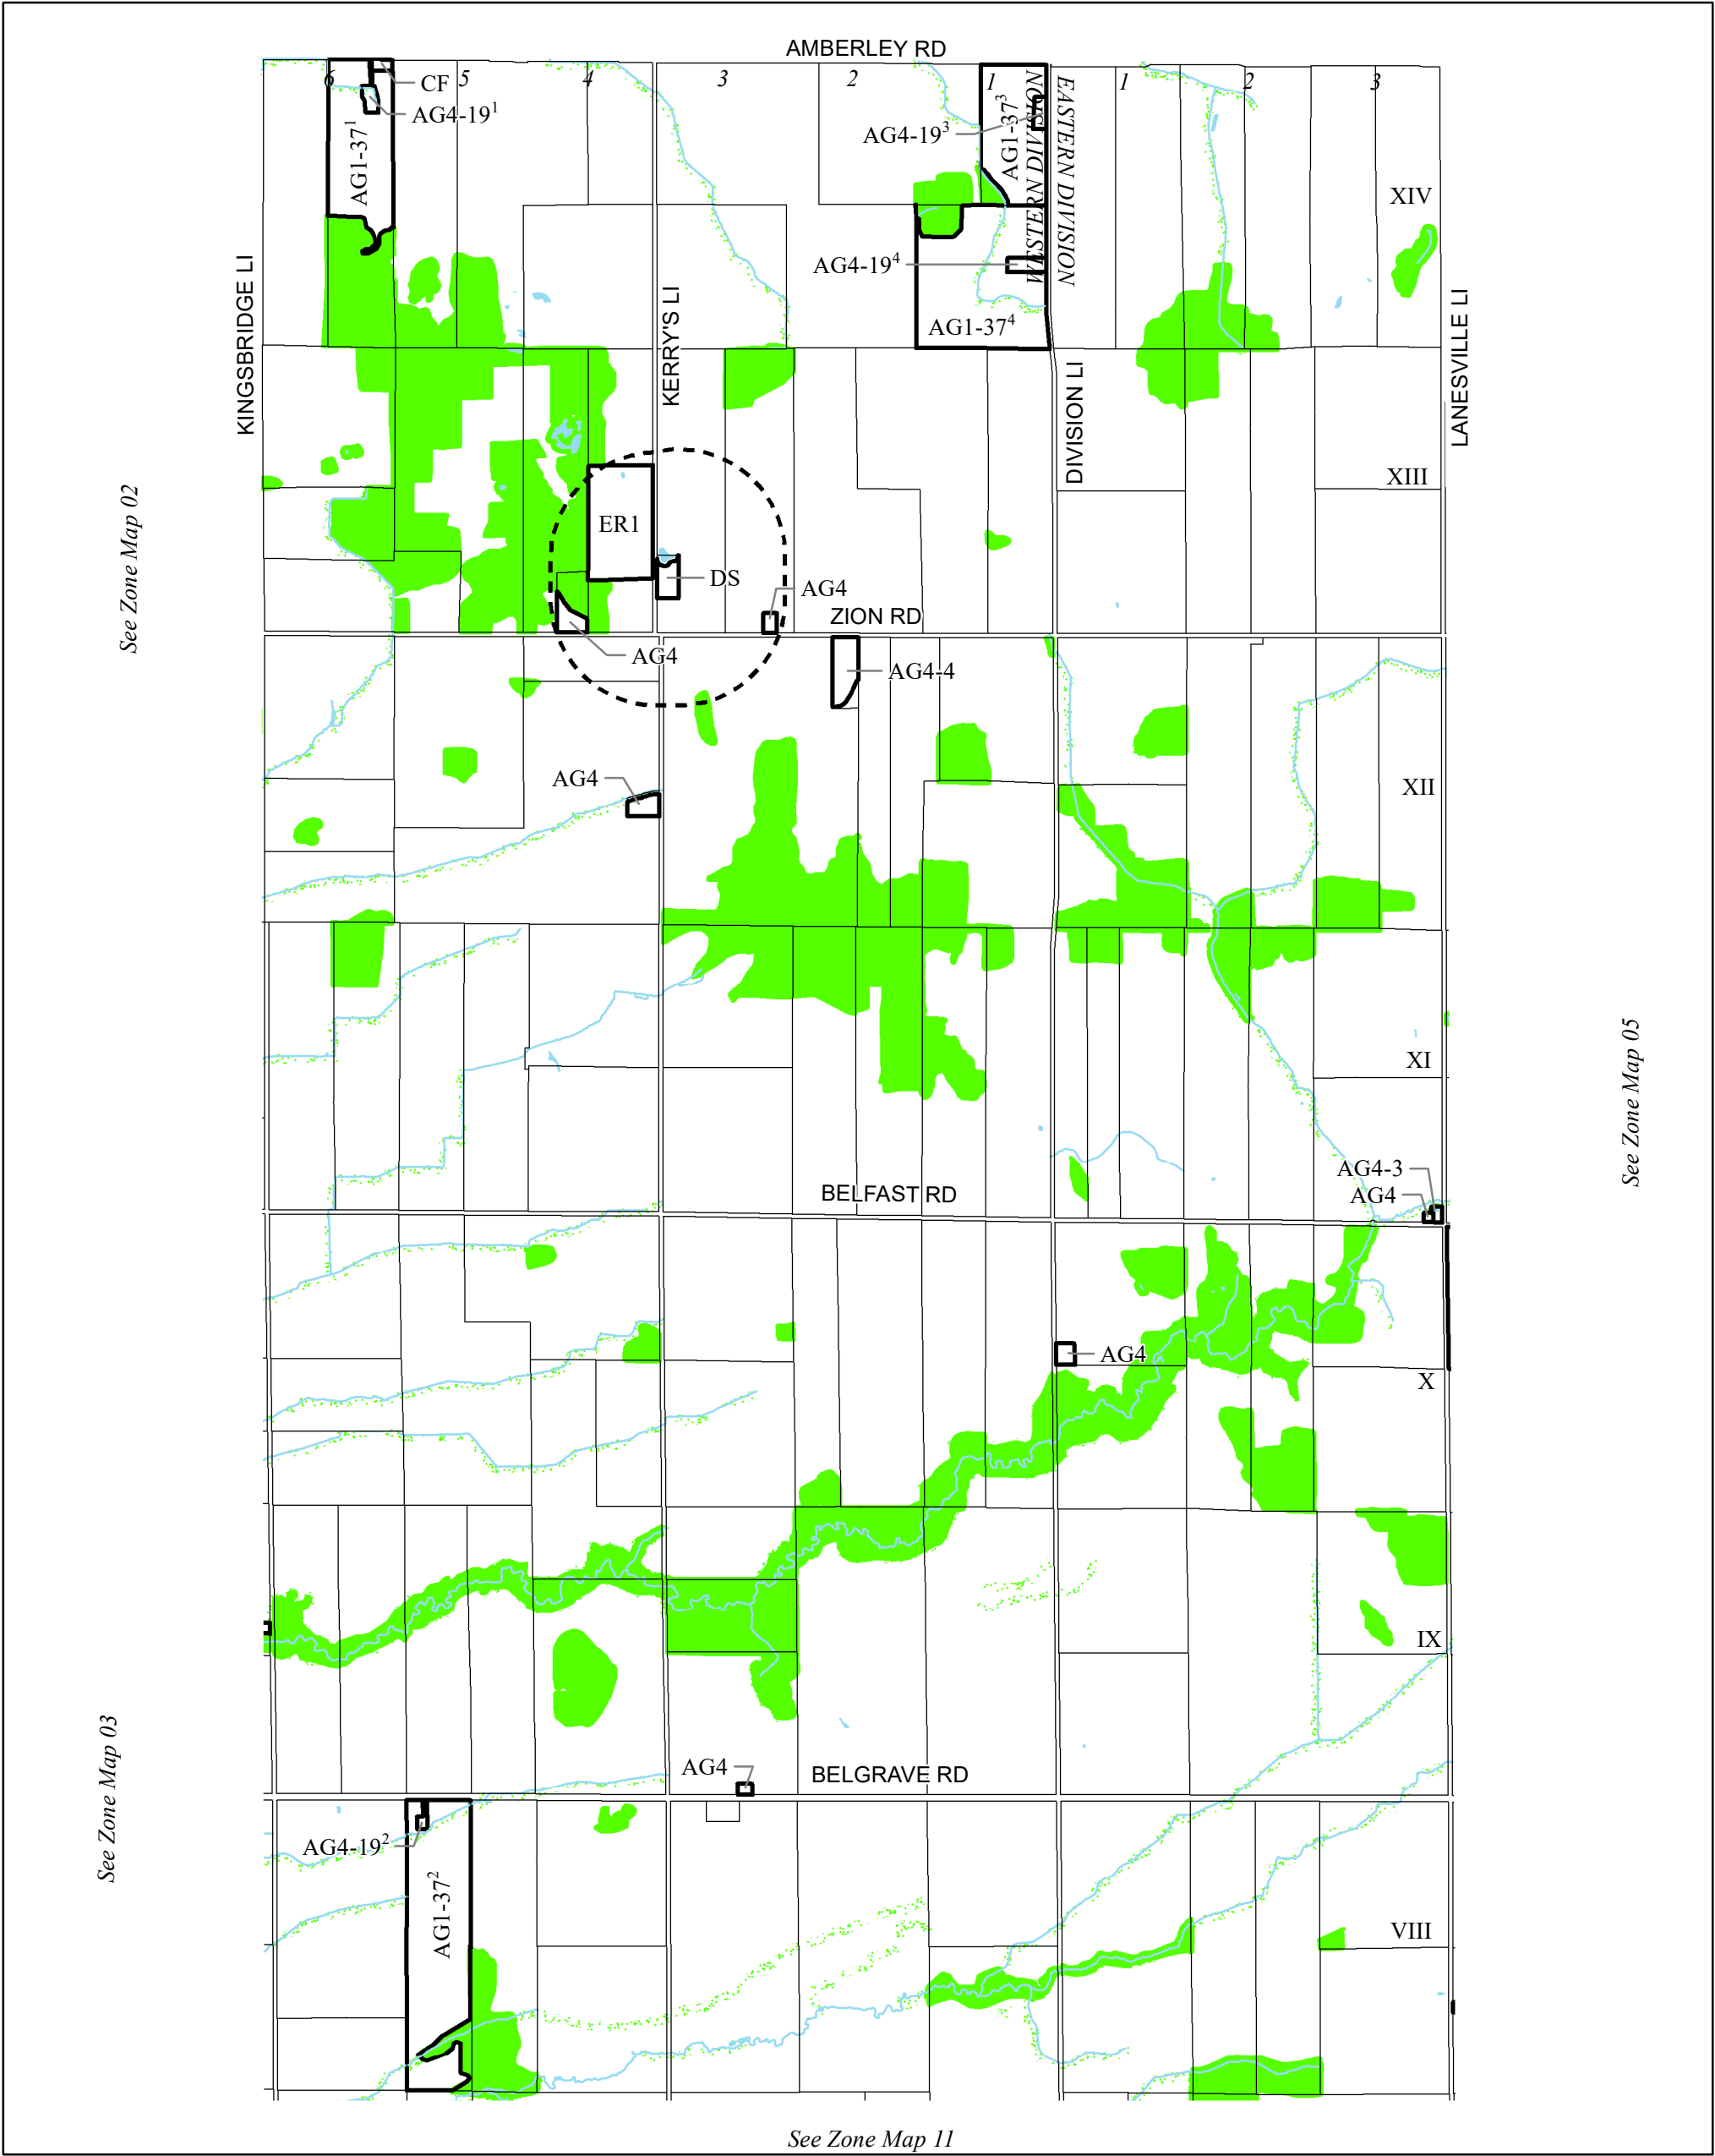 AMBERLEY RD
6
5
4
3
2
1
1
2
3
CF
AG4-19¹
AG1-37¹
AG4-19³
AG1-37³
WESTERN DIVISION
EASTERN DIVISION
XIV
AG4-19⁴
AG1-37⁴
KINGSBRIDGE LI
KERRY'S LI
DIVISION LI
LANESVILLE LI
XIII
See Zone Map 02
ER1
DS
AG4
ZION RD
AG4
AG4-4
AG4
XII
XI
See Zone Map 05
AG4-3
AG4
BELFAST RD
AG4
X
IX
See Zone Map 03
AG4
BELGRAVE RD
AG4-19²
AG1-37²
VIII
See Zone Map 11